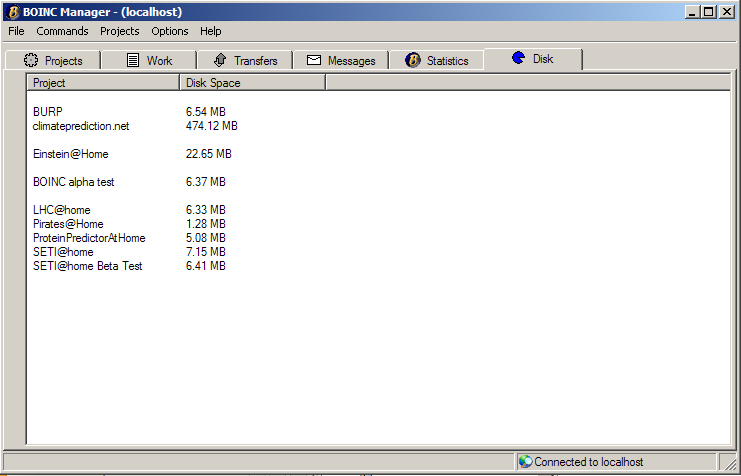 BOINC Manager - (localhost)
File Commands Projects Options Help
Projects Work Transfers Messages Statistics Disk
Project Disk Space
BURP 6.54 MB
climateprediction.net 474.12 MB
Einstein@Home 22.65 MB
BOINC alpha test 6.37 MB
LHC@home 6.33 MB
Pirates@Home 1.28 MB
ProteinPredictorAtHome 5.08 MB
SETI@home 7.15 MB
SETI@home Beta Test 6.41 MB
Connected to localhost